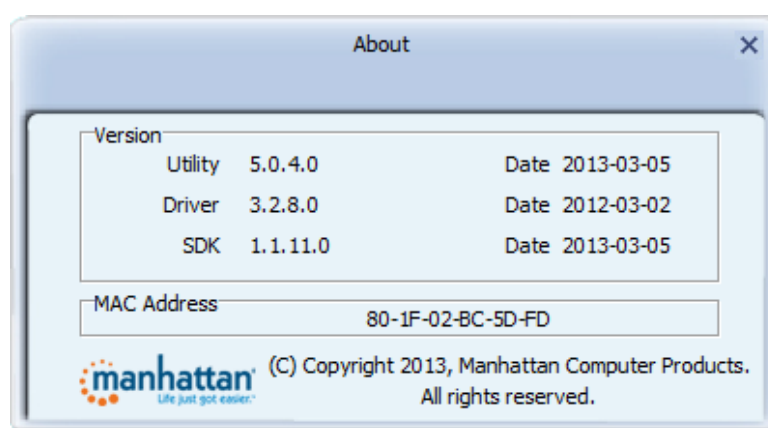 About
Version
Utility 5.0.4.0 Date 2013-03-05
Driver 3.2.8.0 Date 2012-03-02
SDK 1.1.11.0 Date 2013-03-05
MAC Address
80-1F-02-BC-5D-FD
manhattan
Life just got easier.
(C) Copyright 2013, Manhattan Computer Products.
All rights reserved.